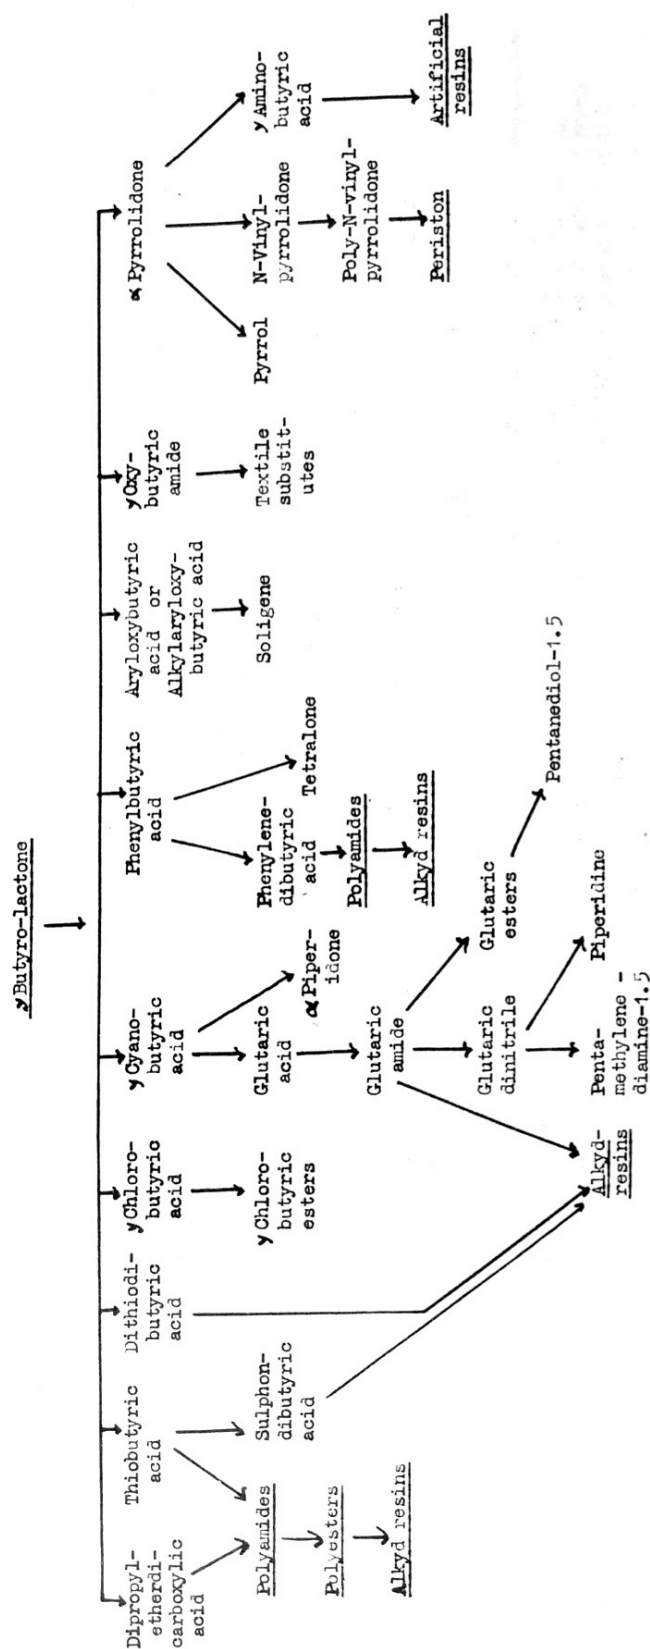 γ Butyro-lactone
Dipropyl-
etherdi-
carboxylic
acid
Thiobutyric
acid
Dithiodi-
butyric
acid
γ Chloro-
butyric
acid
γ Cyano-
butyric
acid
Phenylbutyric
acid
Aryloxybutyric
acid or
Alkylaryloxy-
butyric acid
γ Oxy-
butyric
amide
α Pyrrolidone
Polyamides
Polyesters
Alkyd resins
Sulphon-
dibutyric
acid
γ Chloro-
butyric
esters
Glutaric
acid
α Piper-
idone
Glutaric
amide
Glutaric
dinitrile
Glutaric
esters
Alkyd-
resins
Penta-
methylene -
diamine-1.5
Piperidine
Pentanediol-1.5
Phenylene-
dibutyric
acid
Polyamides
Alkyd resins
Tetralone
Soligene
Textile
substit-
utes
Pyrrol
N-Vinyl-
pyrrolidone
Poly-N-vinyl-
pyrrolidone
Periston
γ Amino-
butyric
acid
Artificial
resins